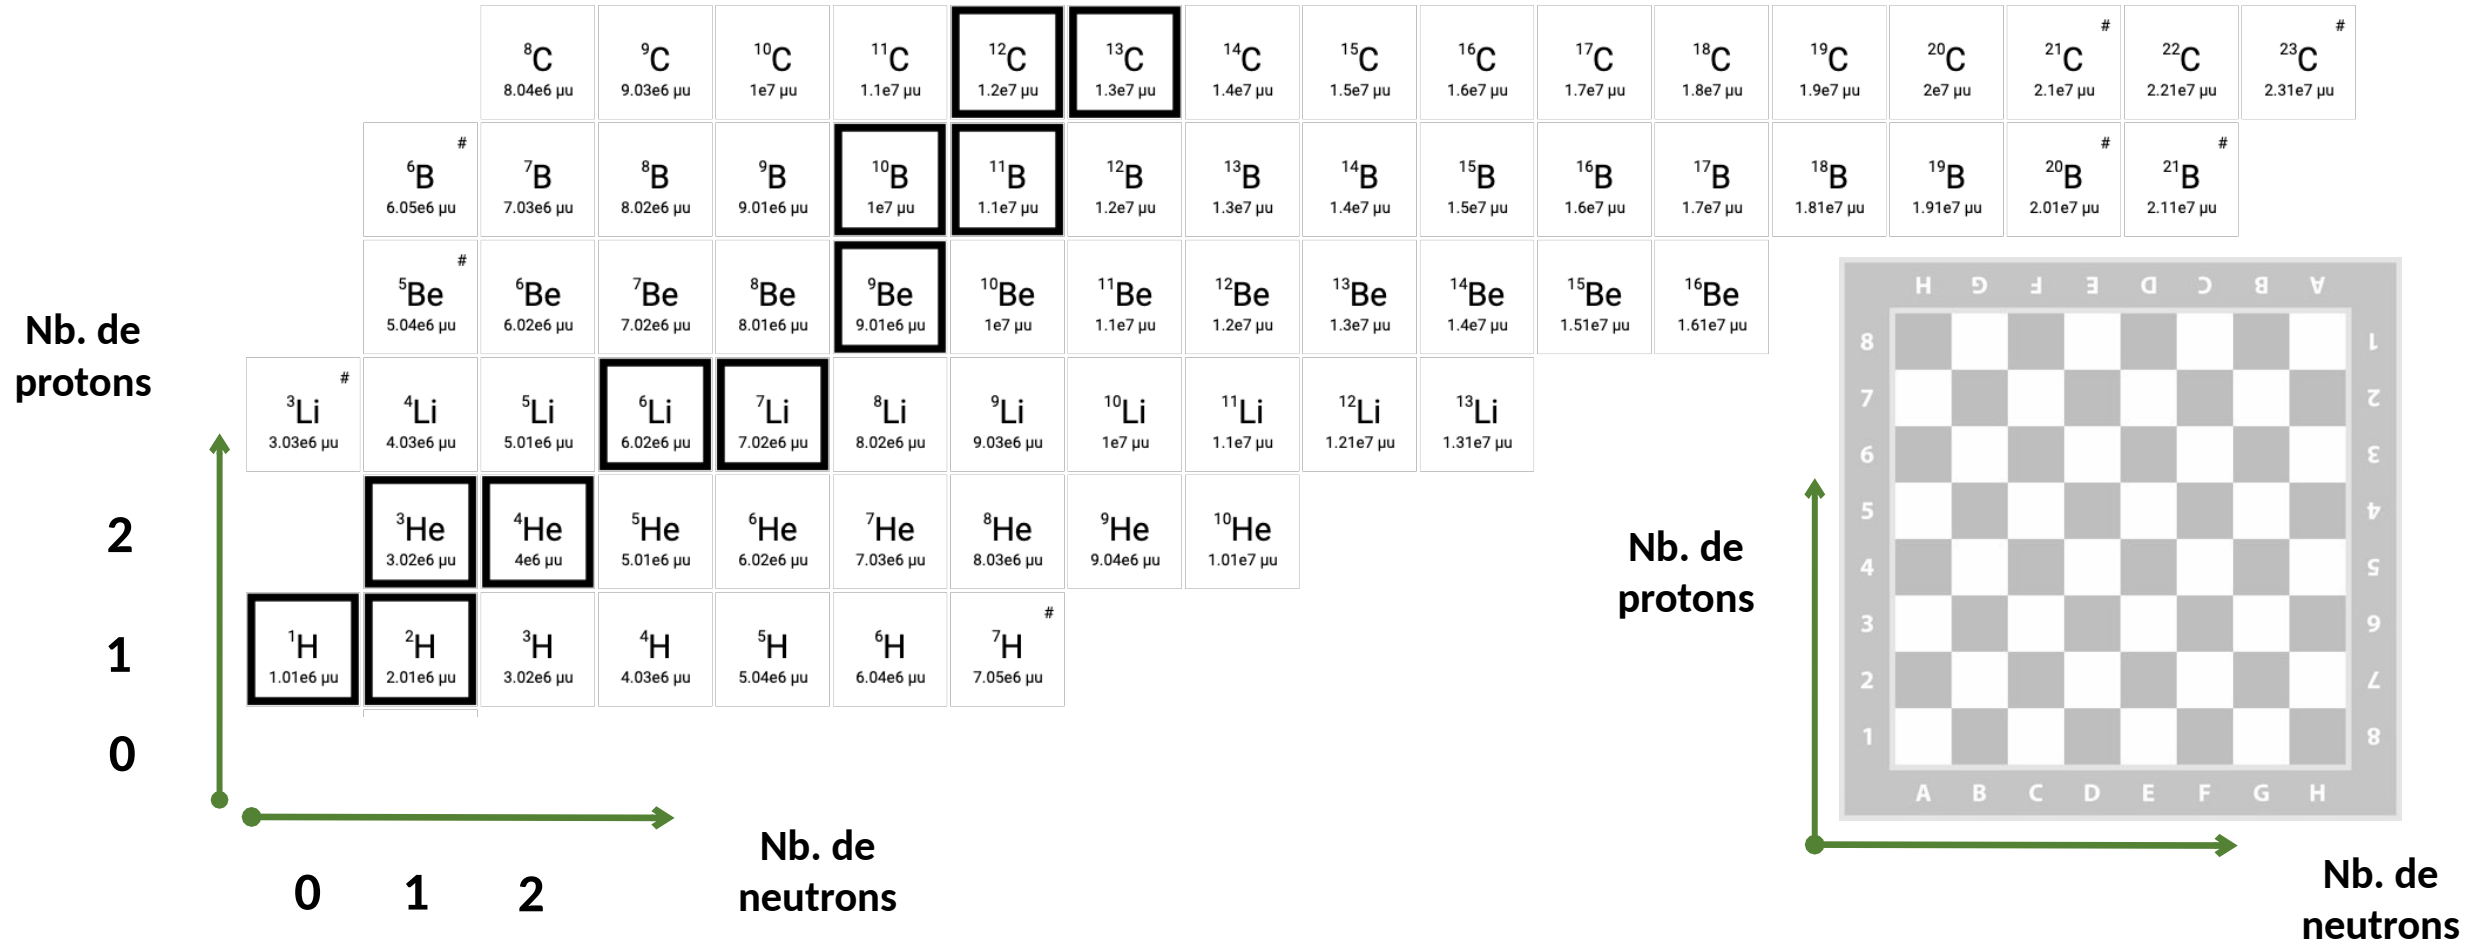 # #
8C 9C 10C 11C 12C 13C 14C 15C 16C 17C 18C 19C 20C 21C 22C 23C
8.04e6 μu 9.03e6 μu 1e7 μu 1.1e7 μu 1.2e7 μu 1.3e7 μu 1.4e7 μu 1.5e7 μu 1.6e7 μu 1.7e7 μu 1.8e7 μu 1.9e7 μu 2e7 μu 2.1e7 μu 2.21e7 μu 2.31e7 μu
# # #
6B 7B 8B 9B 10B 11B 12B 13B 14B 15B 16B 17B 18B 19B 20B 21B
6.05e6 μu 7.03e6 μu 8.02e6 μu 9.01e6 μu 1e7 μu 1.1e7 μu 1.2e7 μu 1.3e7 μu 1.4e7 μu 1.5e7 μu 1.6e7 μu 1.7e7 μu 1.81e7 μu 1.91e7 μu 2.01e7 μu 2.11e7 μu
#
5Be 6Be 7Be 8Be 9Be 10Be 11Be 12Be 13Be 14Be 15Be 16Be
5.04e6 μu 6.02e6 μu 7.02e6 μu 8.01e6 μu 9.01e6 μu 1e7 μu 1.1e7 μu 1.2e7 μu 1.3e7 μu 1.4e7 μu 1.51e7 μu 1.61e7 μu
#
3Li 4Li 5Li 6Li 7Li 8Li 9Li 10Li 11Li 12Li 13Li
3.03e6 μu 4.03e6 μu 5.01e6 μu 6.02e6 μu 7.02e6 μu 8.02e6 μu 9.03e6 μu 1e7 μu 1.1e7 μu 1.21e7 μu 1.31e7 μu
3He 4He 5He 6He 7He 8He 9He 10He
3.02e6 μu 4e6 μu 5.01e6 μu 6.02e6 μu 7.03e6 μu 8.03e6 μu 9.04e6 μu 1.01e7 μu
#
1H 2H 3H 4H 5H 6H 7H
1.01e6 μu 2.01e6 μu 3.02e6 μu 4.03e6 μu 5.04e6 μu 6.04e6 μu 7.05e6 μu
Nb. de
protons
2
1
0
0 1 2
Nb. de
neutrons
H G F E D C B A
8 1
7 2
6 3
5 4
4 5
3 6
2 7
1 8
A B C D E F G H
Nb. de
protons
Nb. de
neutrons